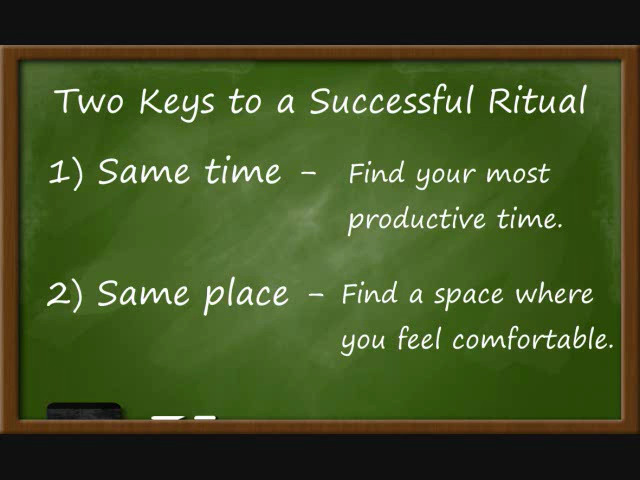 Two Keys to a Successful Ritual
1) Same time - Find your most
productive time.
2) Same place - Find a space where
you feel comfortable.